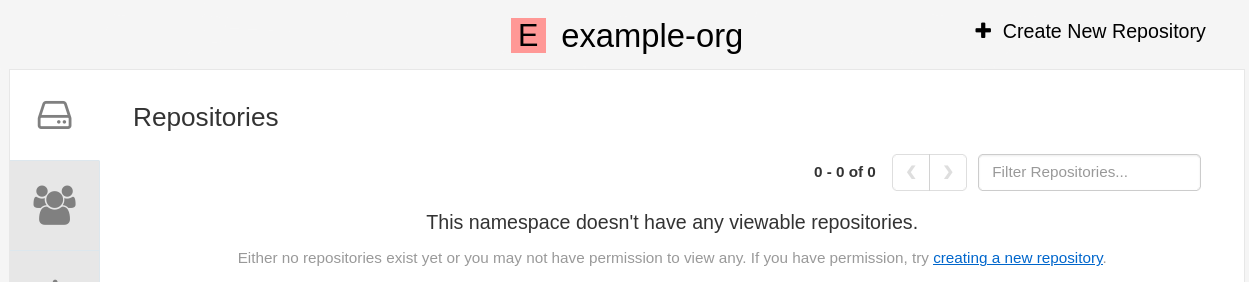 E example-org
Create New Repository
Repositories
0 - 0 of 0
Filter Repositories...
This namespace doesn't have any viewable repositories.
Either no repositories exist yet or you may not have permission to view any. If you have permission, try creating a new repository.